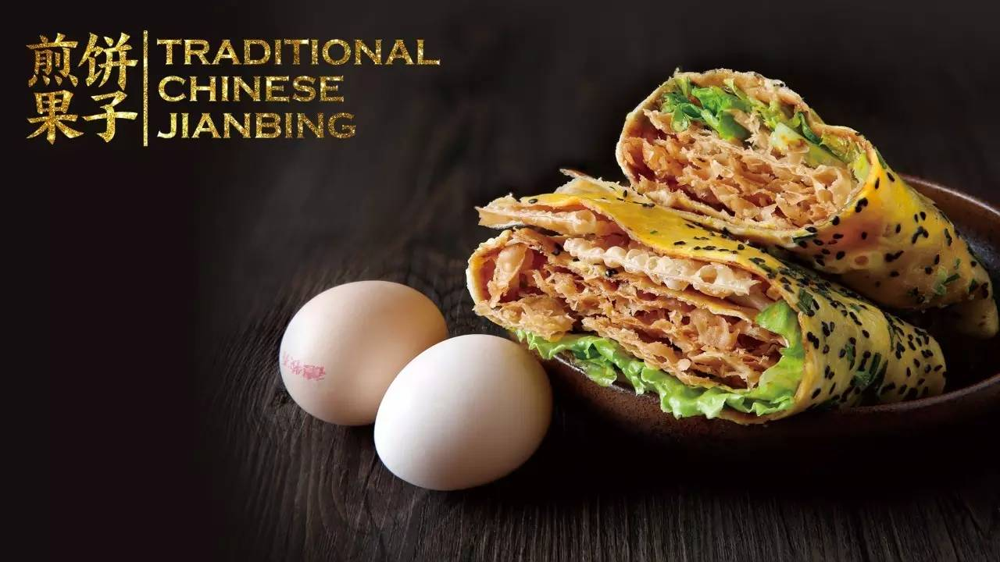 煎饼
果子
TRADITIONAL
CHINESE
JIANBING